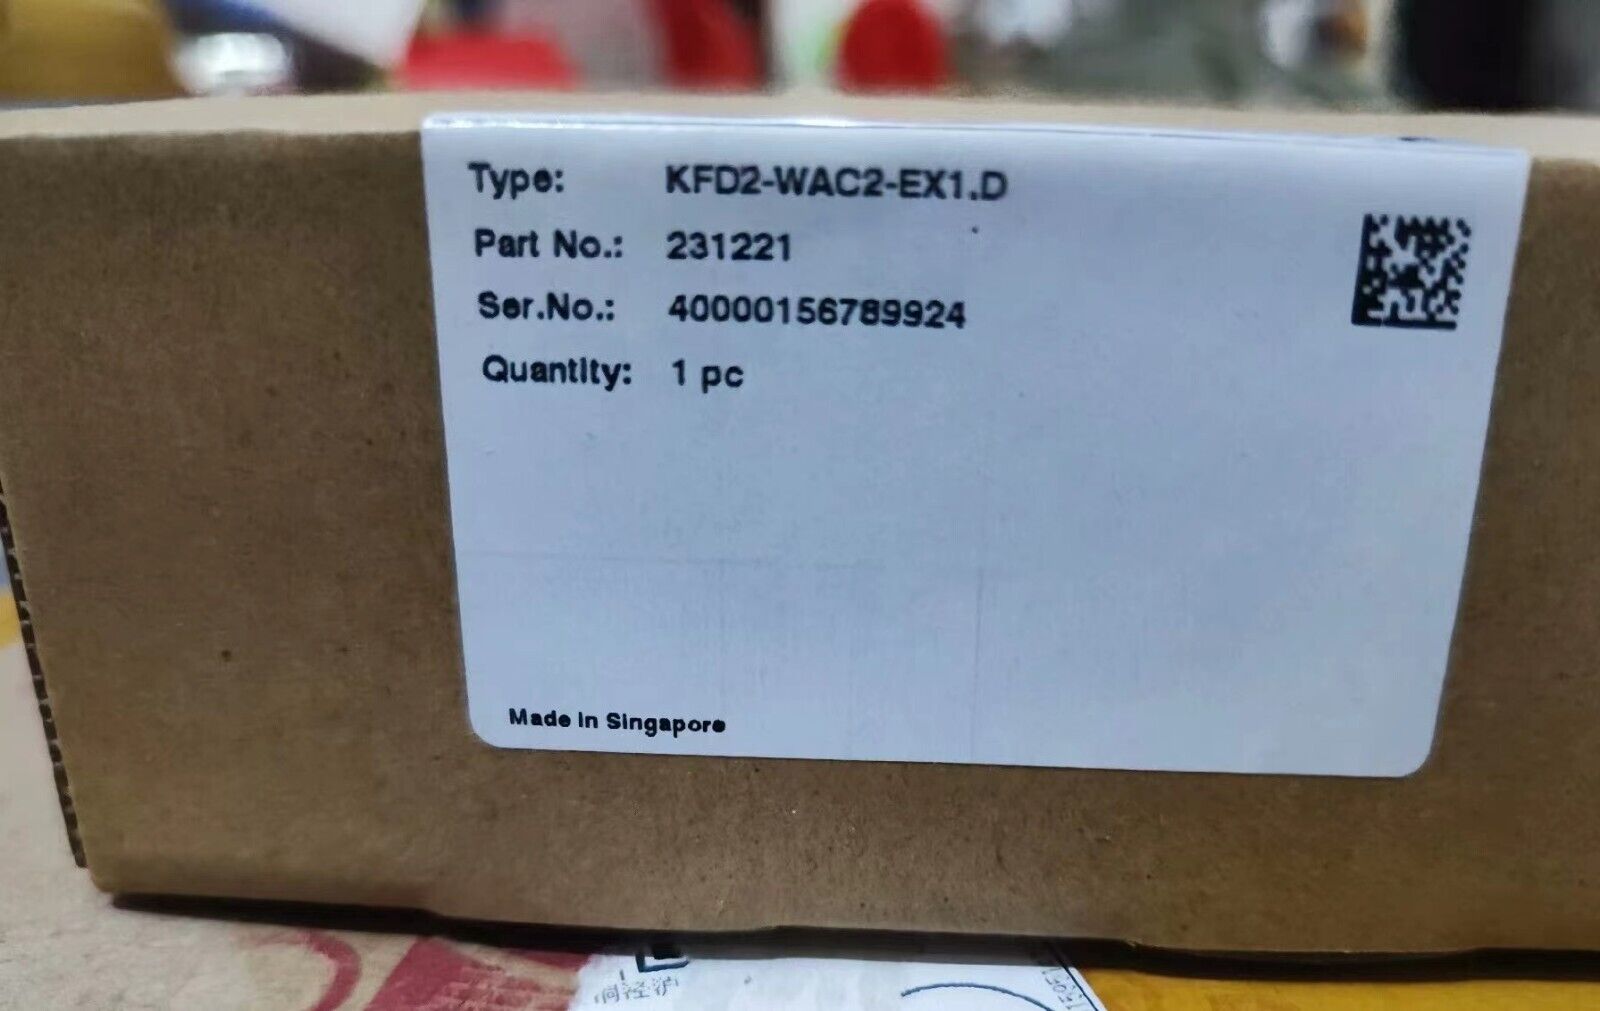 Type: KFD2-WAC2-EX1.D
Part No.: 231221
Ser.No.: 40000156789924
Quantity: 1 pc
Made in Singapore